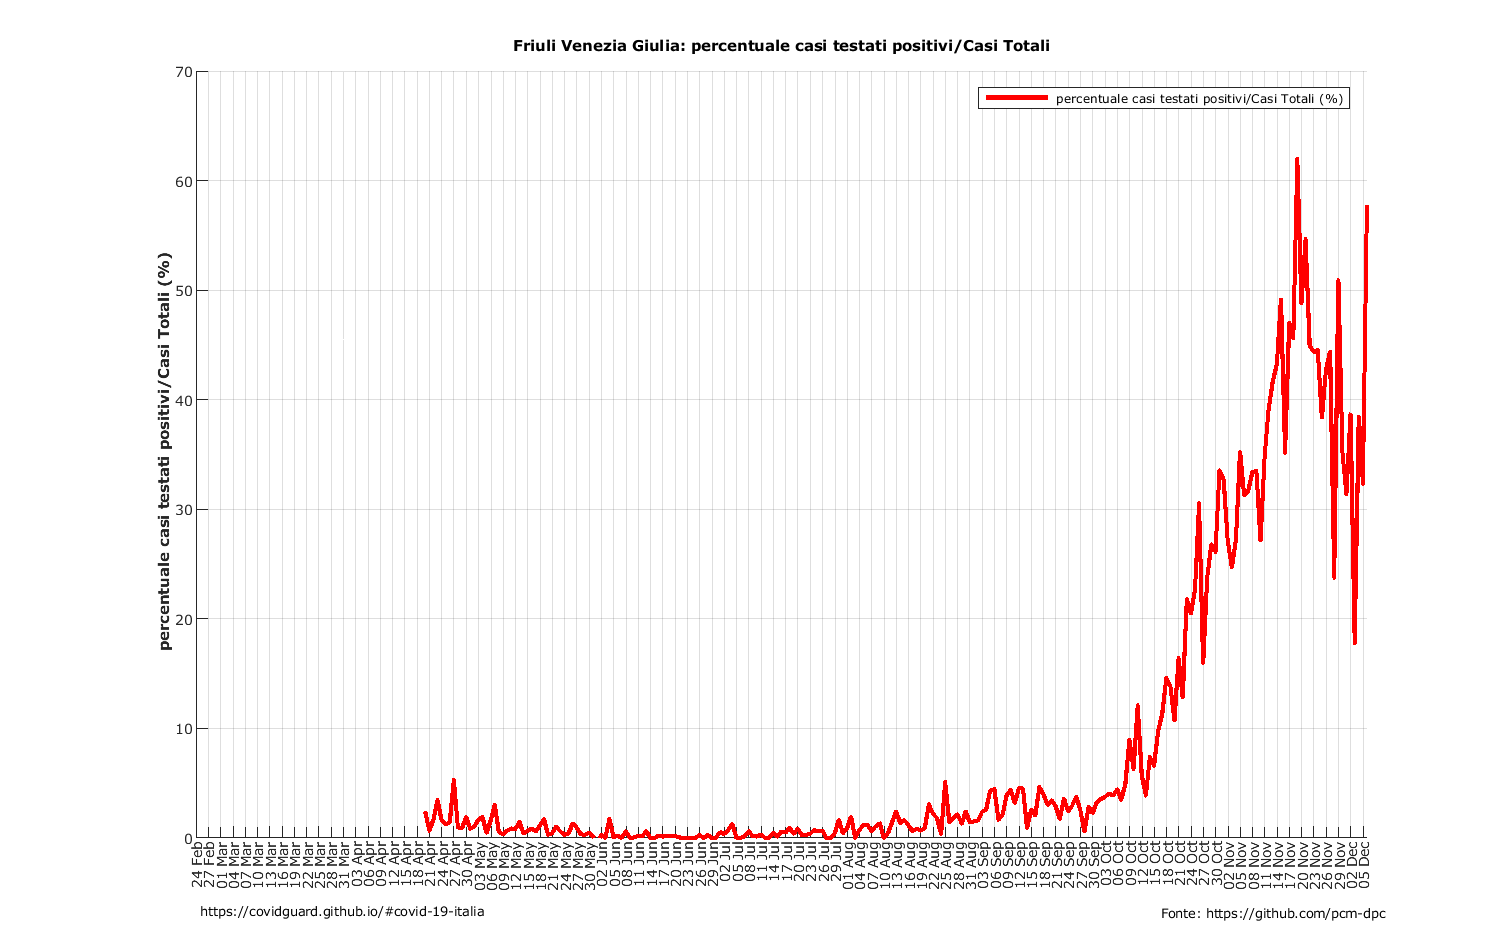 Friuli Venezia Giulia: percentuale casi testati positivi/Casi Totali
percentuale casi testati positivi/Casi Totali (%)
percentuale casi testati positivi/Casi Totali (%)
70
60
50
40
30
20
10
0
24 Feb
27 Feb
01 Mar
04 Mar
07 Mar
10 Mar
13 Mar
16 Mar
19 Mar
22 Mar
25 Mar
28 Mar
31 Mar
03 Apr
06 Apr
09 Apr
12 Apr
15 Apr
18 Apr
21 Apr
24 Apr
27 Apr
30 Apr
03 May
06 May
09 May
12 May
15 May
18 May
21 May
24 May
27 May
30 May
02 Jun
05 Jun
08 Jun
11 Jun
14 Jun
17 Jun
20 Jun
23 Jun
26 Jun
29 Jun
02 Jul
05 Jul
08 Jul
11 Jul
14 Jul
17 Jul
20 Jul
23 Jul
26 Jul
29 Jul
01 Aug
04 Aug
07 Aug
10 Aug
13 Aug
16 Aug
19 Aug
22 Aug
25 Aug
28 Aug
31 Aug
03 Sep
06 Sep
09 Sep
12 Sep
15 Sep
18 Sep
21 Sep
24 Sep
27 Sep
30 Sep
03 Oct
06 Oct
09 Oct
12 Oct
15 Oct
18 Oct
21 Oct
24 Oct
27 Oct
30 Oct
02 Nov
05 Nov
08 Nov
11 Nov
14 Nov
17 Nov
20 Nov
23 Nov
26 Nov
29 Nov
02 Dec
05 Dec
https://covidguard.github.io/#covid-19-italia
Fonte: https://github.com/pcm-dpc